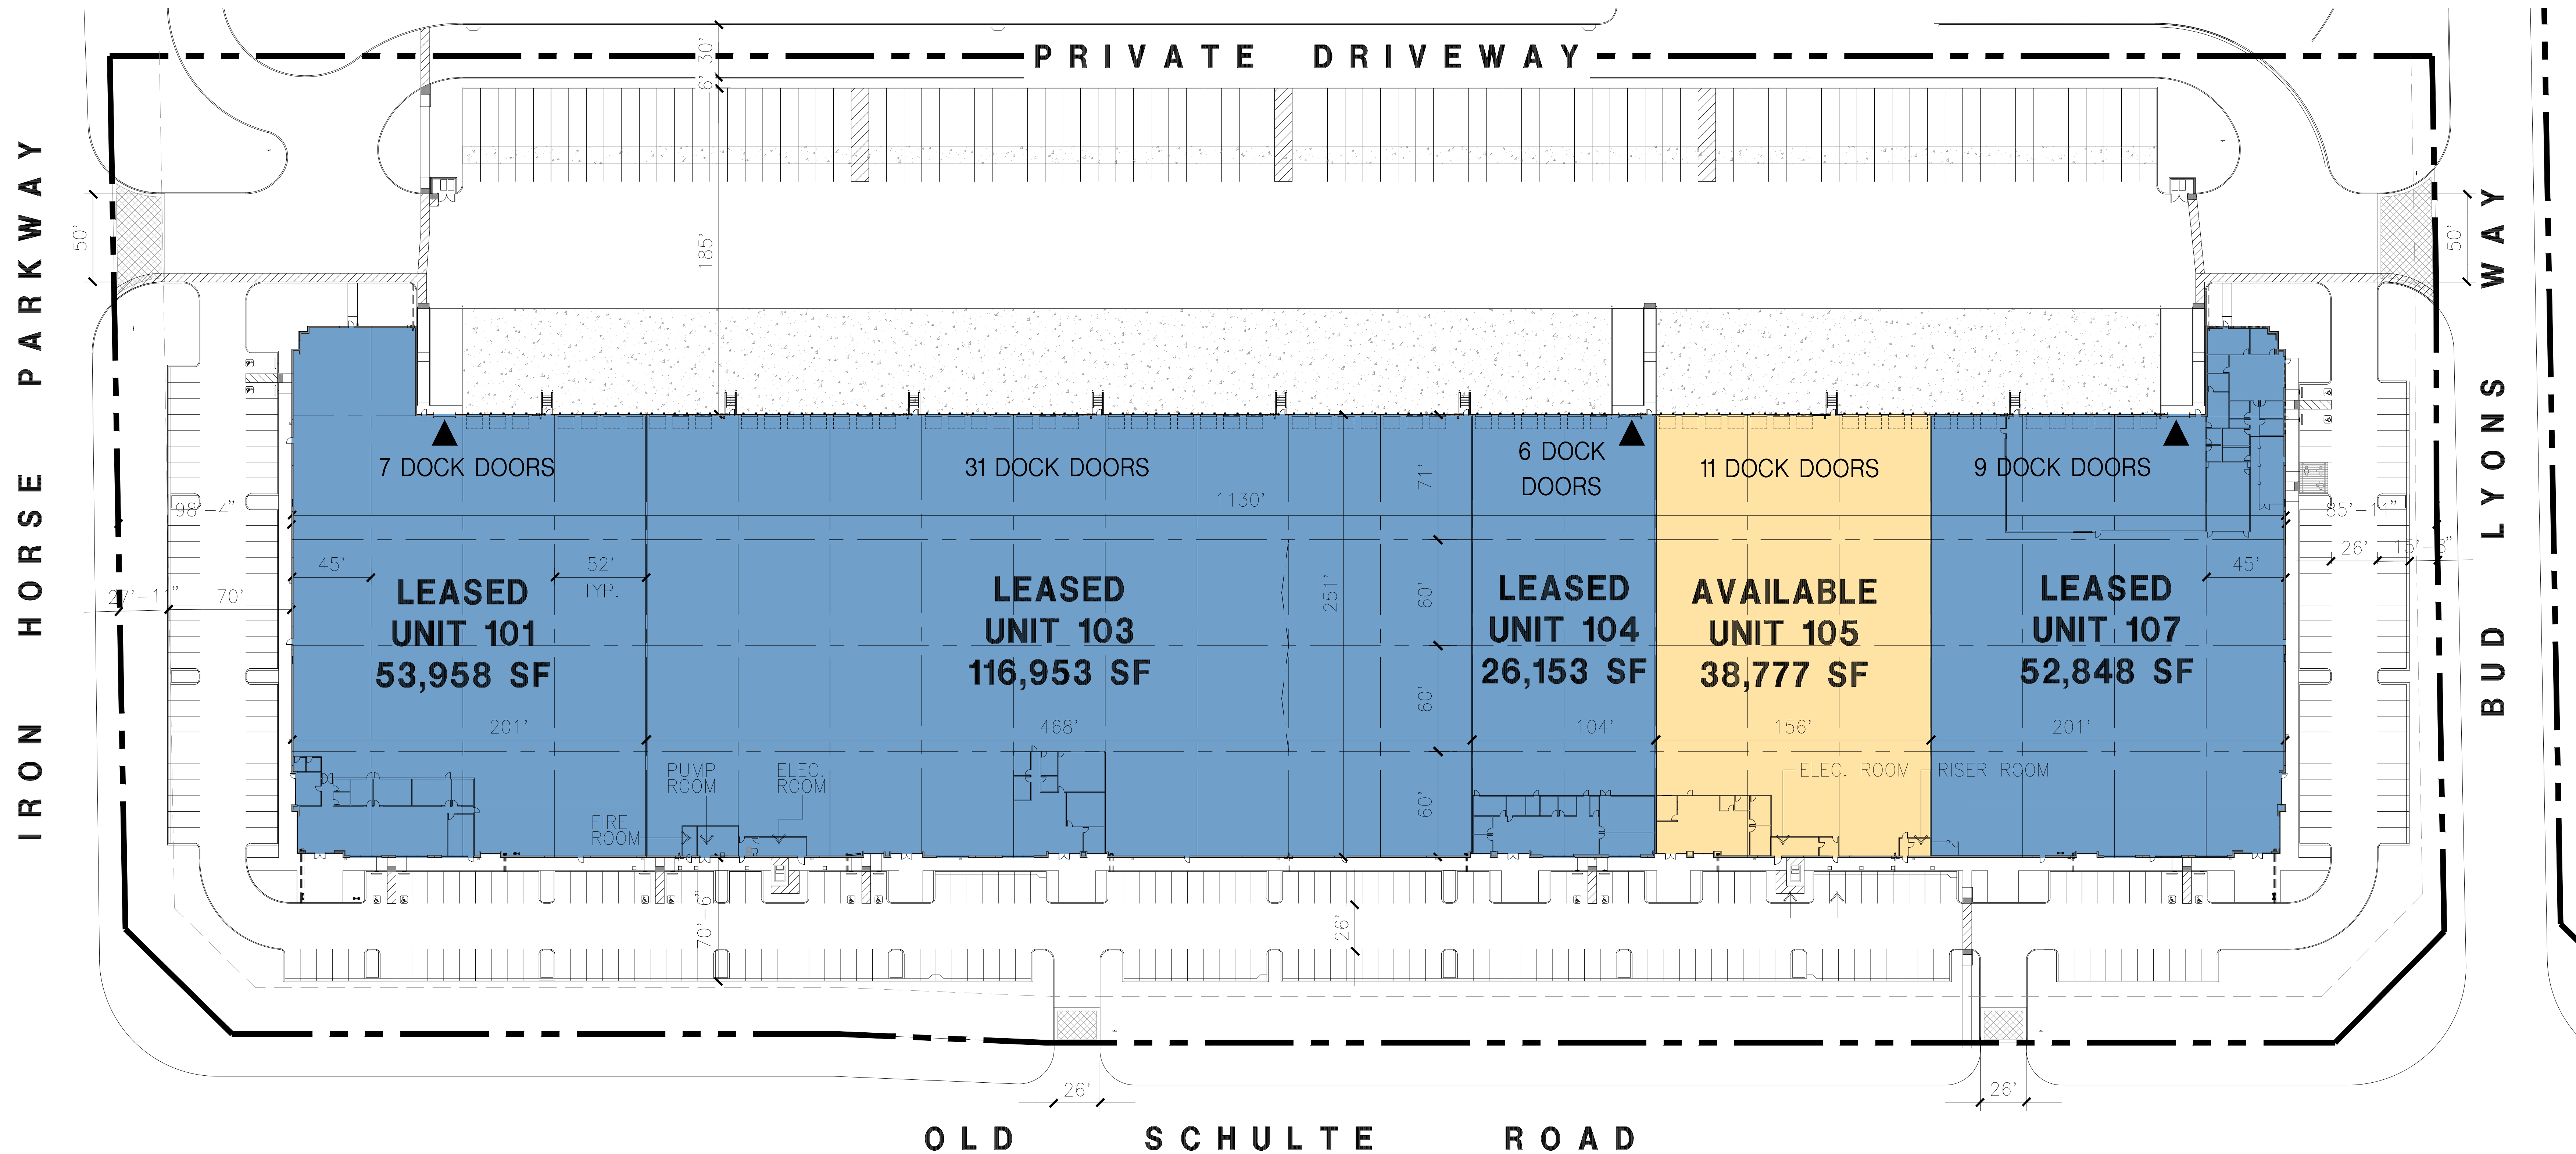 PRIVATE DRIVEWAY
30'
6'
185'
50'
50'
IRON HORSE PARKWAY
BUD LYONS WAY
7 DOCK DOORS
31 DOCK DOORS
6 DOCK
DOORS
11 DOCK DOORS
9 DOCK DOORS
71'
1130'
98'-4"
85'-11"
26'
15'-8"
45'
52'
TYP.
251'
60'
45'
27'-11"
70'
LEASED
UNIT 101
53,958 SF
LEASED
UNIT 103
116,953 SF
LEASED
UNIT 104
26,153 SF
AVAILABLE
UNIT 105
38,777 SF
LEASED
UNIT 107
52,848 SF
60'
201'
468'
104'
156'
201'
PUMP
ROOM
ELEC.
ROOM
ELEC. ROOM
RISER ROOM
FIRE
ROOM
60'
70'-6"
26'
26'
26'
OLD SCHULTE ROAD